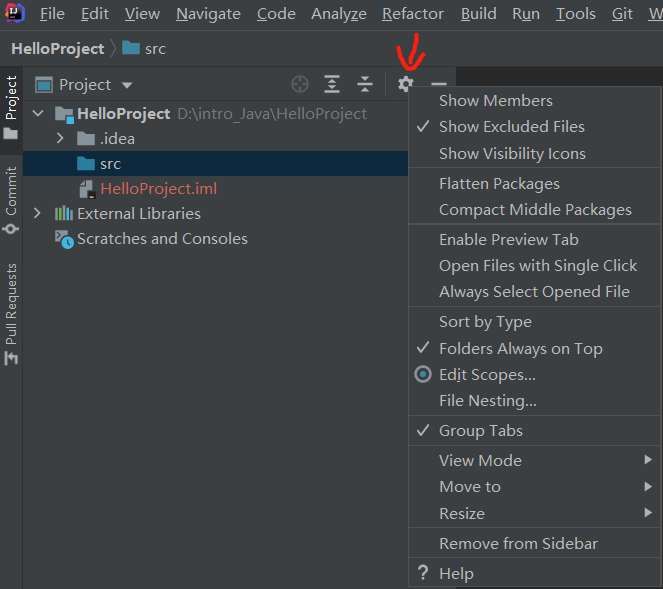 IJ File Edit View Navigate Code Analyze Refactor Build Run Tools Git W
HelloProject src
Project
Project
HelloProject D:\intro_Java\HelloProject
.idea
src
HelloProject.iml
External Libraries
Scratches and Consoles
Commit
Pull Requests
Show Members
Show Excluded Files
Show Visibility Icons
Flatten Packages
Compact Middle Packages
Enable Preview Tab
Open Files with Single Click
Always Select Opened File
Sort by Type
Folders Always on Top
Edit Scopes...
File Nesting...
Group Tabs
View Mode
Move to
Resize
Remove from Sidebar
? Help